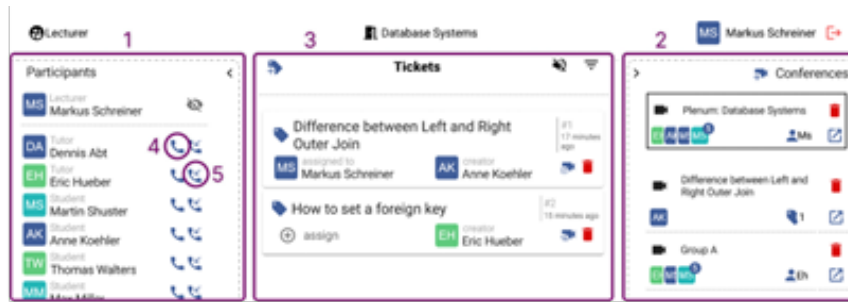 1
3
2
Lecturer
Database Systems
MS Markus Schreiner
Participants
MS Lecturer
Markus Schreiner
DA Tutor
Dennis Abt
4
EH Tutor
Eric Hueber
5
MS Student
Martin Shuster
AK Student
Anne Koehler
TW Student
Thomas Walters
MM Student
Max Miller
Tickets
Difference between Left and Right
Outer Join
#1
17 minutes
ago
MS assigned to
Markus Schreiner
AK creator
Anne Koehler
How to set a foreign key
#2
15 minutes ago
assign
EH creator
Eric Hueber
Conferences
Plenum: Database Systems
Ms
Difference between Left and
Right Outer Join
AK
1
Group A
Eh